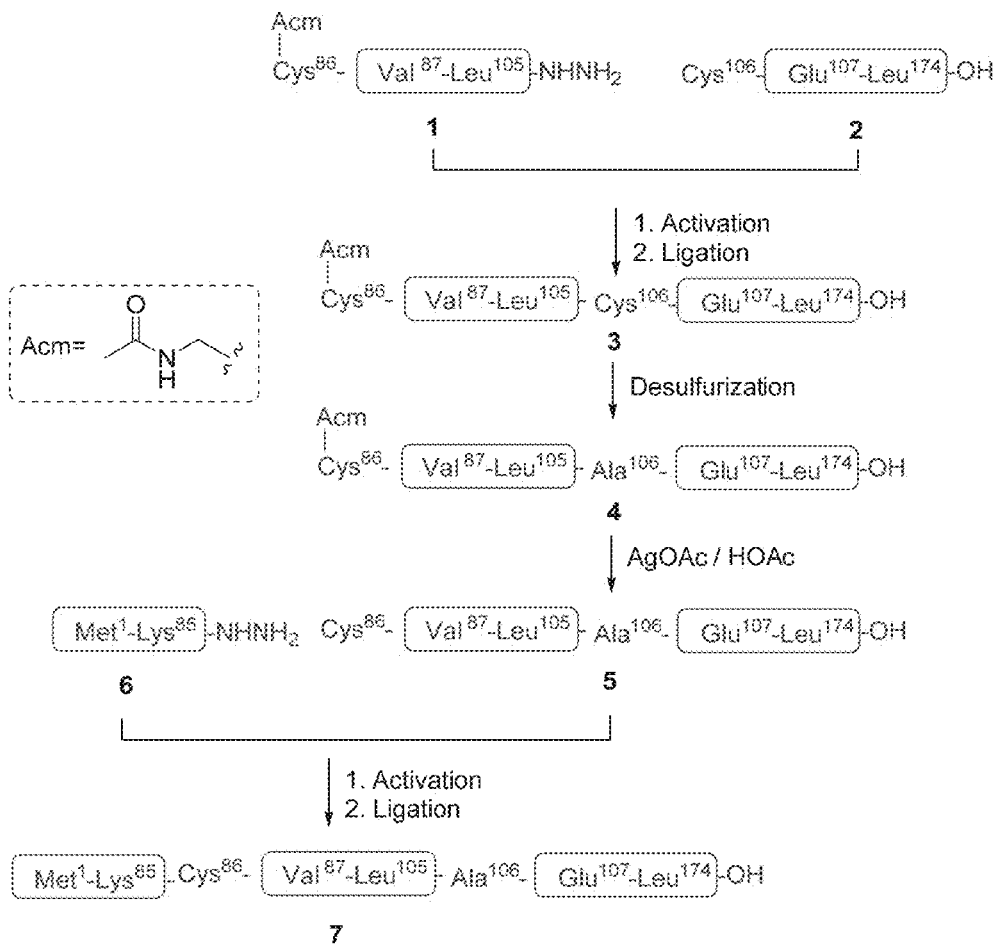 Acm
Cys⁸⁶- Val⁸⁷-Leu¹⁰⁵-NHNH₂ Cys¹⁰⁶- Glu¹⁰⁷-Leu¹⁷⁴-OH
1 2
1. Activation
2. Ligation
Acm
Cys⁸⁶- Val⁸⁷-Leu¹⁰⁵- Cys¹⁰⁶- Glu¹⁰⁷-Leu¹⁷⁴-OH
3
Acm= O N H
Desulfurization
Acm
Cys⁸⁶- Val⁸⁷-Leu¹⁰⁵- Ala¹⁰⁶- Glu¹⁰⁷-Leu¹⁷⁴-OH
4
AgOAc / HOAc
Met¹-Lys⁸⁵-NHNH₂ Cys⁸⁶- Val⁸⁷-Leu¹⁰⁵- Ala¹⁰⁶- Glu¹⁰⁷-Leu¹⁷⁴-OH
6 5
1. Activation
2. Ligation
Met¹-Lys⁸⁵-Cys⁸⁶- Val⁸⁷-Leu¹⁰⁵- Ala¹⁰⁶- Glu¹⁰⁷-Leu¹⁷⁴-OH
7